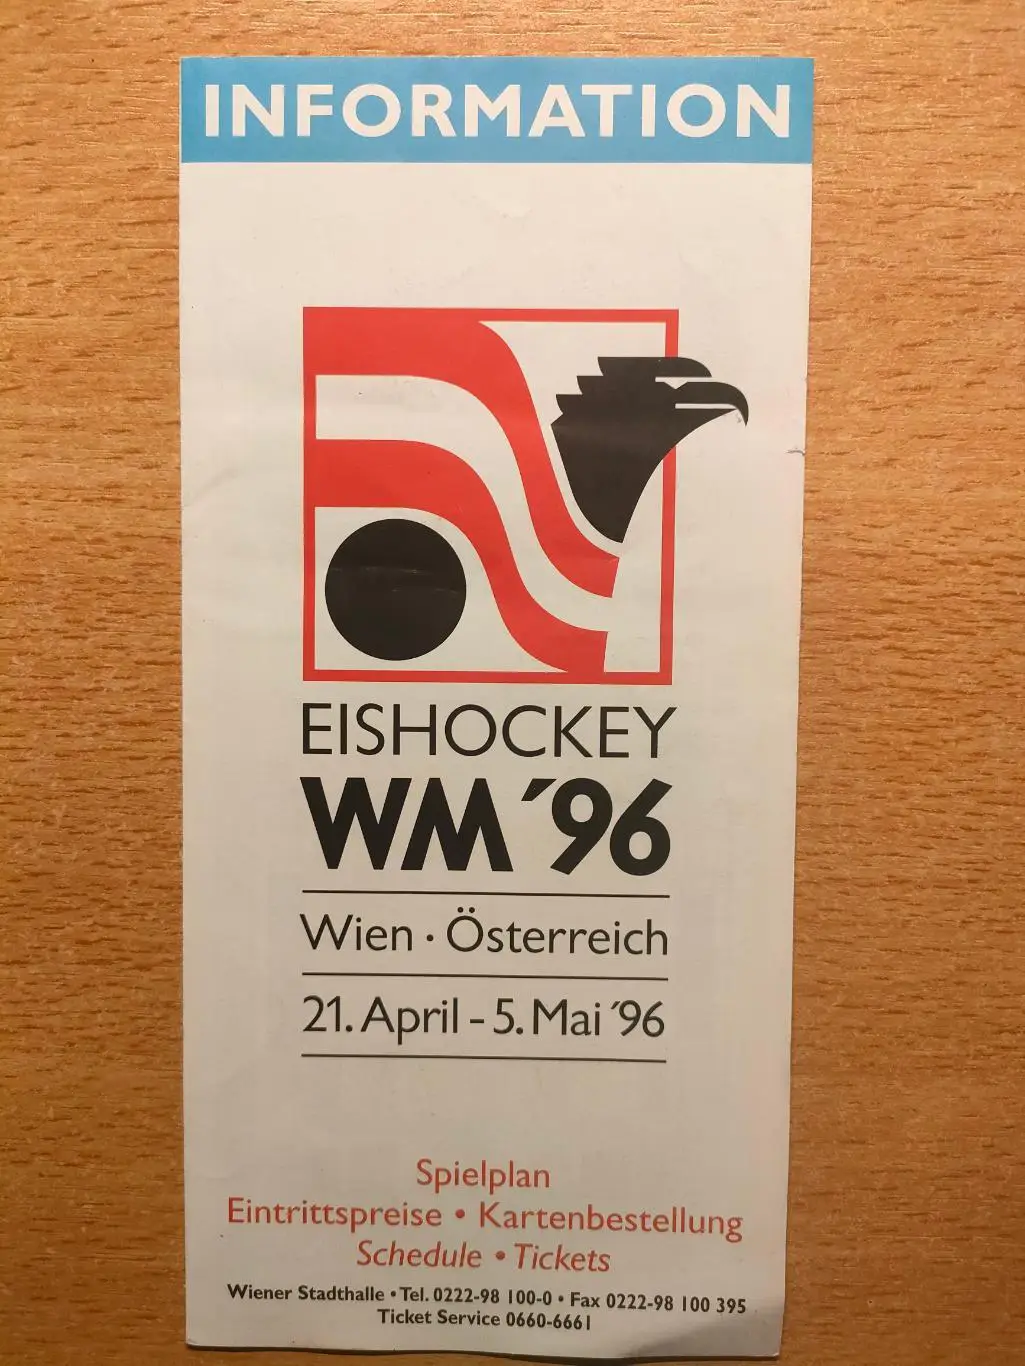 INFORMATION
EISHOCKEY
WM ´96
Wien · Österreich
21. April - 5. Mai ´96
Spielplan
Eintrittspreise • Kartenbestellung
Schedule • Tickets
Wiener Stadthalle • Tel. 0222-98 100-0 • Fax 0222-98 100 395
Ticket Service 0660-6661